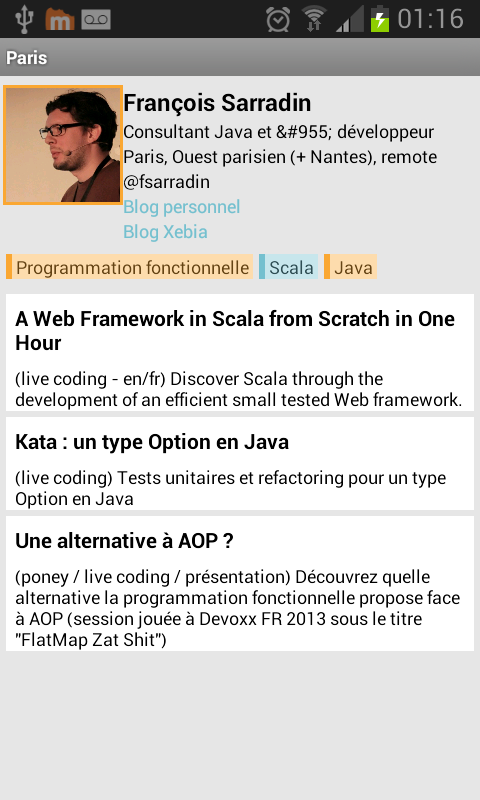 01:16
Paris
François Sarradin
Consultant Java et &#955; développeur
Paris, Ouest parisien (+ Nantes), remote
@fsarradin
Blog personnel
Blog Xebia
Programmation fonctionnelle Scala Java
A Web Framework in Scala from Scratch in One
Hour
(live coding - en/fr) Discover Scala through the
development of an efficient small tested Web framework.
Kata : un type Option en Java
(live coding) Tests unitaires et refactoring pour un type
Option en Java
Une alternative à AOP ?
(poney / live coding / présentation) Découvrez quelle
alternative la programmation fonctionnelle propose face
à AOP (session jouée à Devoxx FR 2013 sous le titre
"FlatMap Zat Shit")